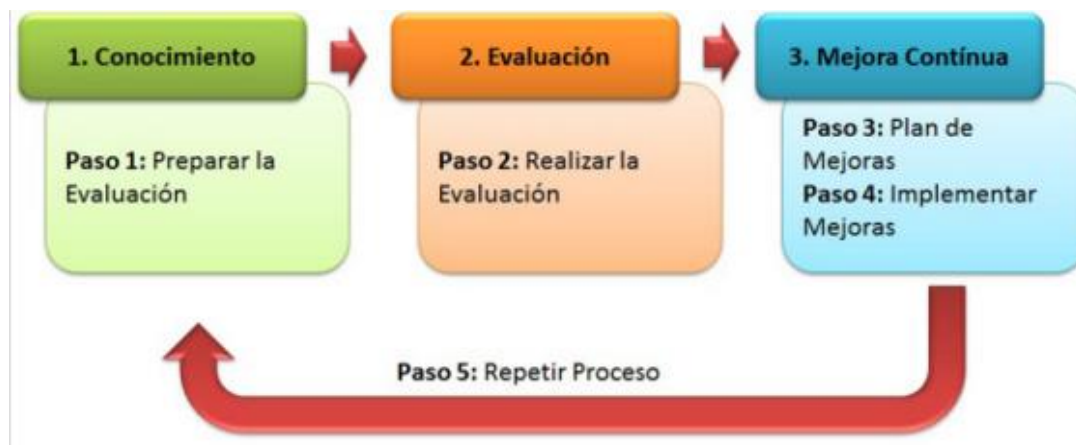 1. Conocimiento
Paso 1: Preparar la
Evaluación
2. Evaluación
Paso 2: Realizar la
Evaluación
3. Mejora Contínua
Paso 3: Plan de
Mejoras
Paso 4: Implementar
Mejoras
Paso 5: Repetir Proceso